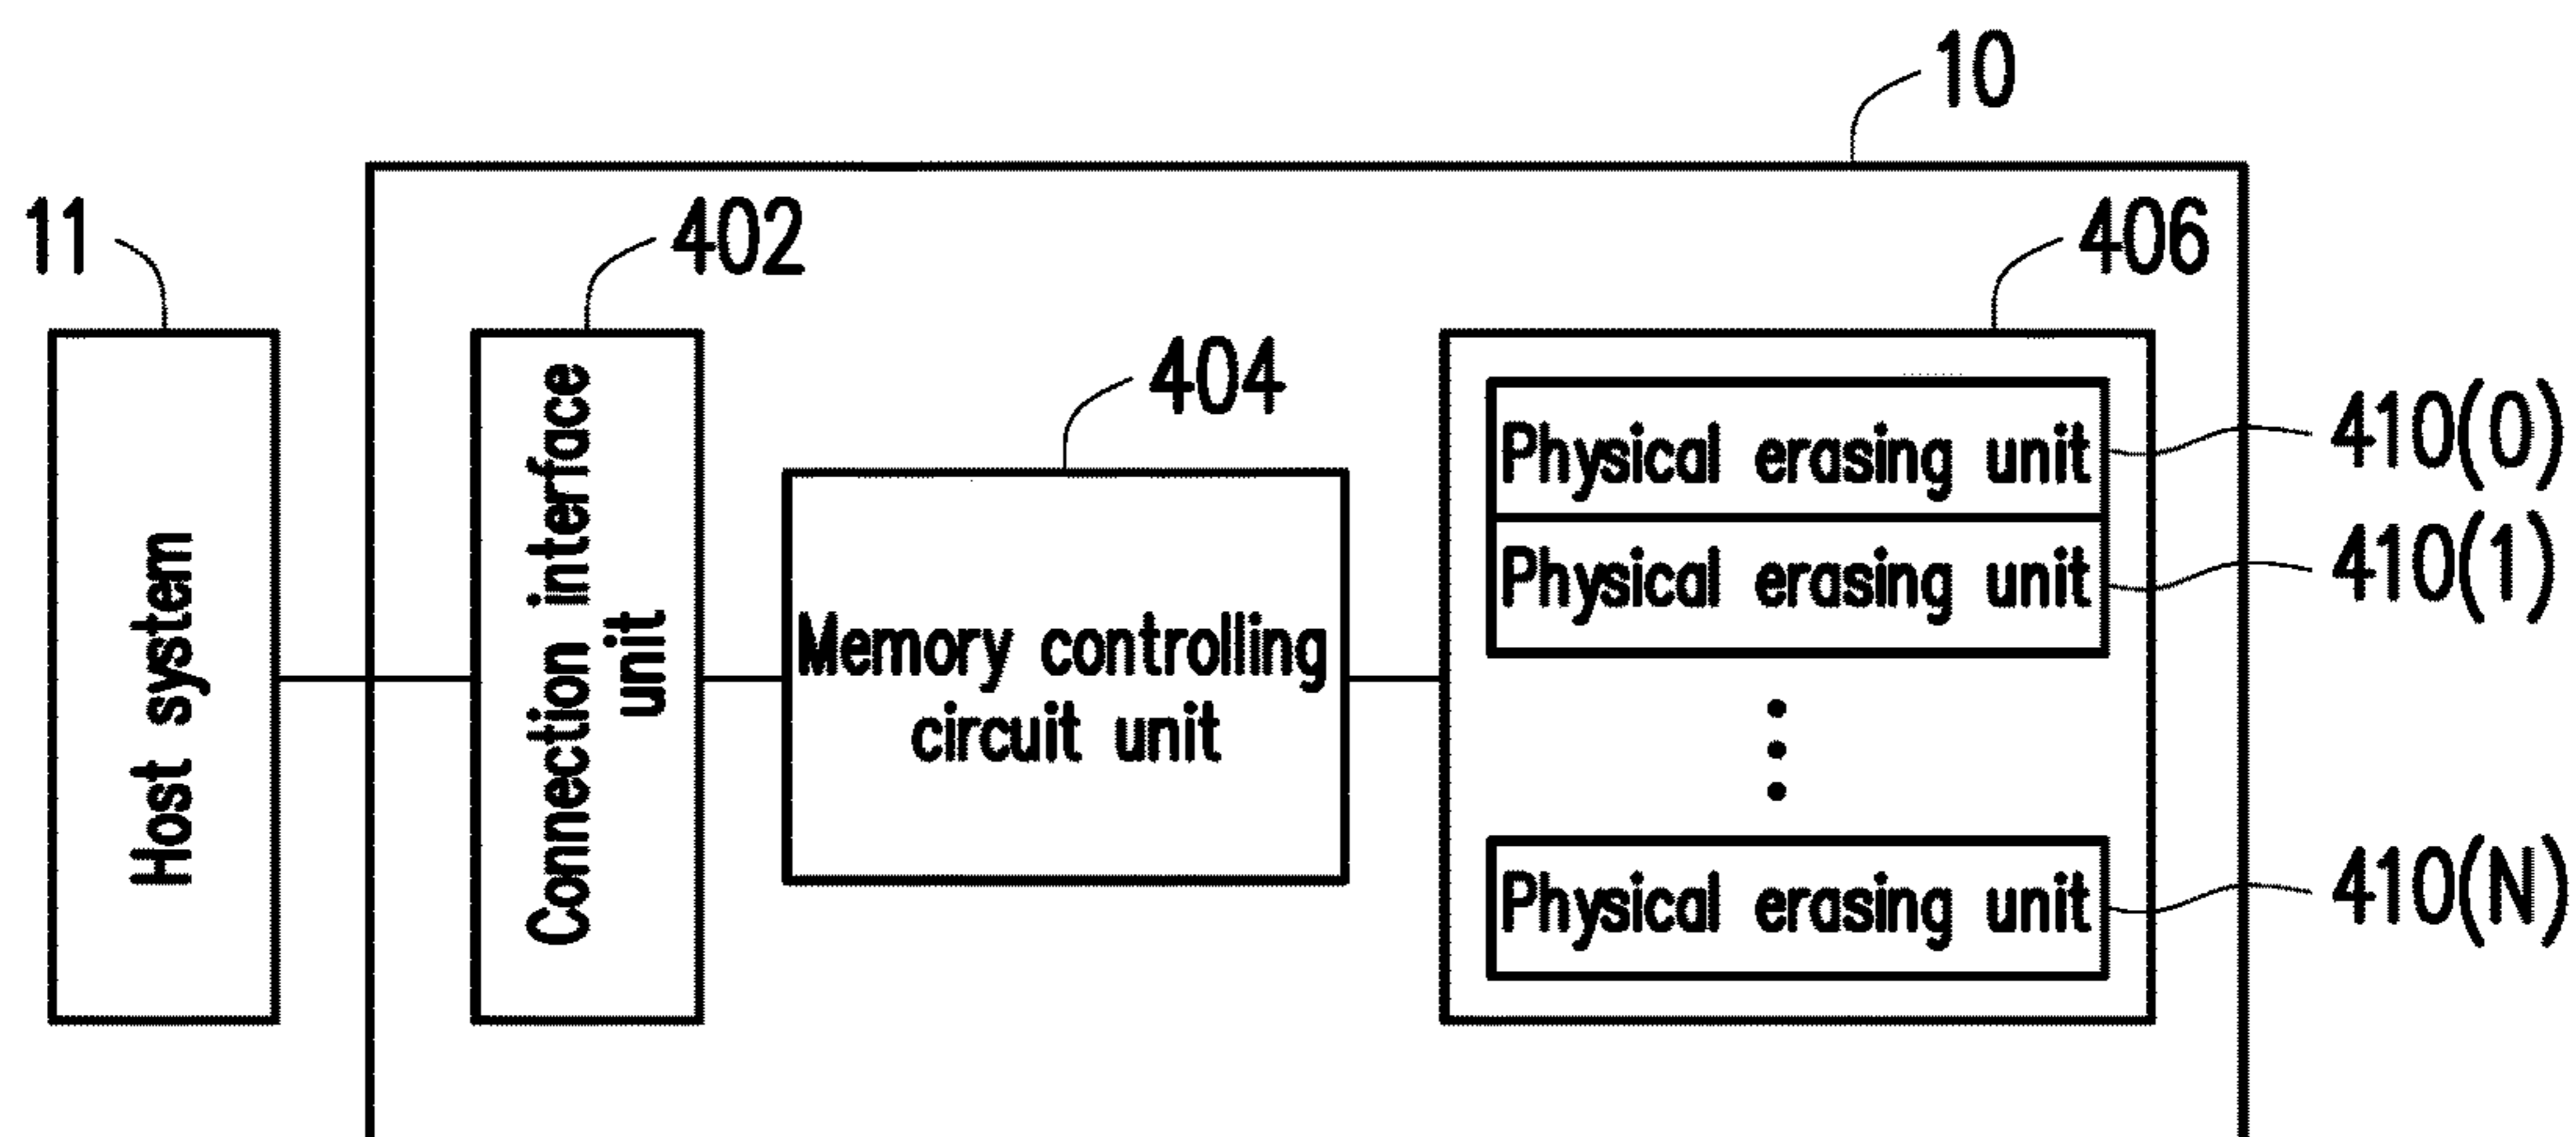 10
11
402
406
404
410(0)
Physical erasing unit
410(1)
Physical erasing unit
Host system
Connection interface
unit
Memory controlling
circuit unit
Physical erasing unit
410(N)